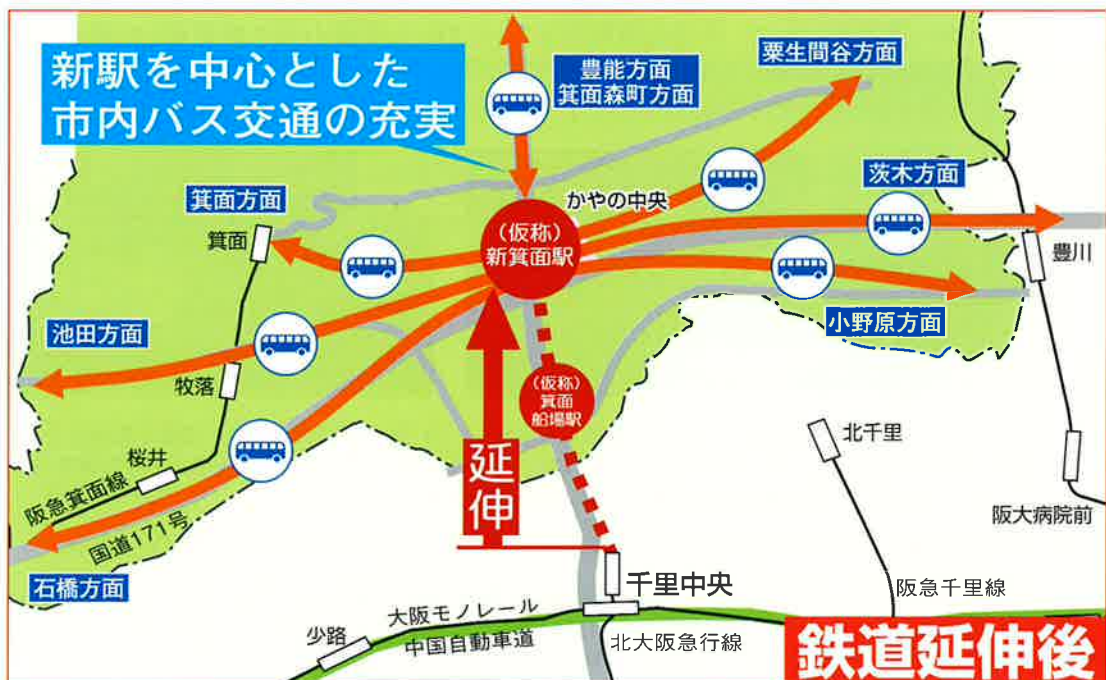 新駅を中心とした
市内バス交通の充実
豊能方面
箕面森町方面
粟生間谷方面
箕面方面
箕面
かやの中央
茨木方面
(仮称)
新箕面駅
豊川
池田方面
小野原方面
牧落
(仮称)
箕面
船場駅
北千里
桜井
延伸
阪急箕面線
国道171号
阪大病院前
石橋方面
千里中央
阪急千里線
大阪モノレール
少路
中国自動車道
北大阪急行線
鉄道延伸後